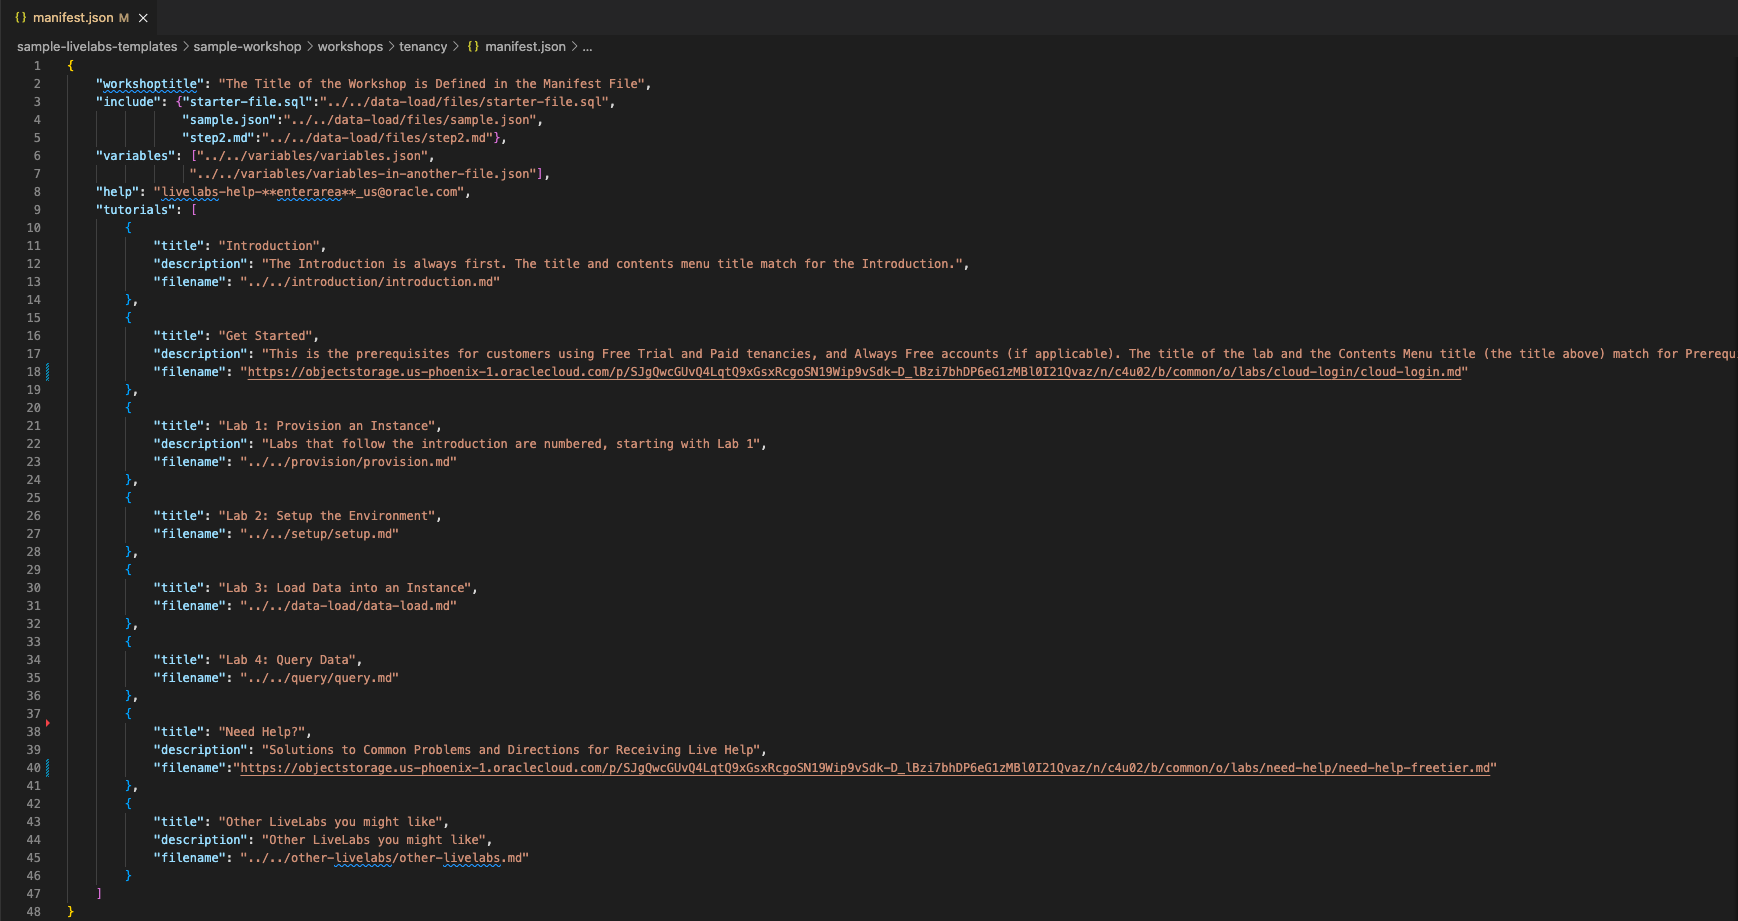 {} manifest.json M ×
sample-livelabs-templates > sample-workshop > workshops > tenancy > {} manifest.json > ...
1 {
2 "workshoptitle": "The Title of the Workshop is Defined in the Manifest File",
3 "include": {"starter-file.sql":"../../data-load/files/starter-file.sql",
4 "sample.json":"../../data-load/files/sample.json",
5 "step2.md":"../../data-load/files/step2.md"},
6 "variables": ["../../variables/variables.json",
7 "../../variables/variables-in-another-file.json"],
8 "help": "livelabs-help-**enterarea**_us@oracle.com",
9 "tutorials": [
10 {
11 "title": "Introduction",
12 "description": "The Introduction is always first. The title and contents menu title match for the Introduction.",
13 "filename": "../../introduction/introduction.md"
14 },
15 {
16 "title": "Get Started",
17 "description": "This is the prerequisites for customers using Free Trial and Paid tenancies, and Always Free accounts (if applicable). The title of the lab and the Contents Menu title (the title above) match for Prerequi
18 "filename": "https://objectstorage.us-phoenix-1.oraclecloud.com/p/SJgQwcGUvQ4LqtQ9xGsxRcgoSN19Wip9vSdk-D_lBzi7bhDP6eG1zMBl0I21Qvaz/n/c4u02/b/common/o/labs/cloud-login/cloud-login.md"
19 },
20 {
21 "title": "Lab 1: Provision an Instance",
22 "description": "Labs that follow the introduction are numbered, starting with Lab 1",
23 "filename": "../../provision/provision.md"
24 },
25 {
26 "title": "Lab 2: Setup the Environment",
27 "filename": "../../setup/setup.md"
28 },
29 {
30 "title": "Lab 3: Load Data into an Instance",
31 "filename": "../../data-load/data-load.md"
32 },
33 {
34 "title": "Lab 4: Query Data",
35 "filename": "../../query/query.md"
36 },
37 {
38 "title": "Need Help?",
39 "description": "Solutions to Common Problems and Directions for Receiving Live Help",
40 "filename":"https://objectstorage.us-phoenix-1.oraclecloud.com/p/SJgQwcGUvQ4LqtQ9xGsxRcgoSN19Wip9vSdk-D_lBzi7bhDP6eG1zMBl0I21Qvaz/n/c4u02/b/common/o/labs/need-help/need-help-freetier.md"
41 },
42 {
43 "title": "Other LiveLabs you might like",
44 "description": "Other LiveLabs you might like",
45 "filename": "../../other-livelabs/other-livelabs.md"
46 }
47 ]
48 }